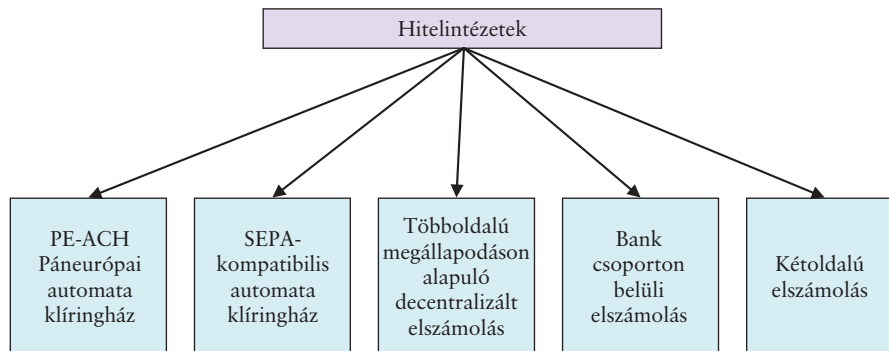 Hitelintézetek
PE-ACH
Páneurópai
automata
klíringház
SEPA-
kompatibilis
automata
klíringház
Többoldalú
megállapodáson
alapuló
decentralizált
elszámolás
Bank
csoporton
belüli
elszámolás
Kétoldalú
elszámolás